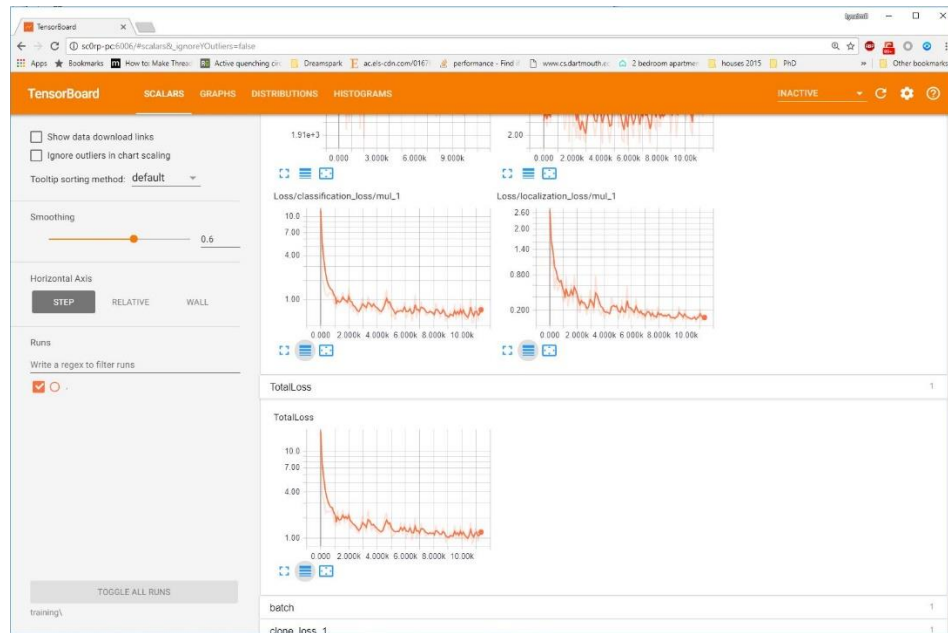 TensorBoard
sc0rp-pc:6006/#scalars&_ignoreYOutliers=false
Apps Bookmarks How to: Make Threa Active quenching circ Dreamspark ac.els-cdn.com/0167 performance - Find www.cs.dartmouth.e 2 bedroom apartmen houses 2015 PhD » Other bookmarks
TensorBoard SCALARS GRAPHS DISTRIBUTIONS HISTOGRAMS INACTIVE
Show data download links
Ignore outliers in chart scaling
Tooltip sorting method: default
Smoothing
0.6
Horizontal Axis
STEP RELATIVE WALL
Runs
Write a regex to filter runs
.
TOGGLE ALL RUNS
training\
1.91e+3
0.000 3.000k 6.000k 9.000k
2.00
0.000 2.000k 4.000k 6.000k 8.000k 10.00k
Loss/classification_loss/mul_1
10.0
7.00
4.00
1.00
0.000 2.000k 4.000k 6.000k 8.000k 10.00k
Loss/localization_loss/mul_1
2.60
2.00
1.40
0.800
0.200
0.000 2.000k 4.000k 6.000k 8.000k 10.00k
TotalLoss 1
TotalLoss
10.0
7.00
4.00
1.00
0.000 2.000k 4.000k 6.000k 8.000k 10.00k
batch 1
clone_loss_1 1